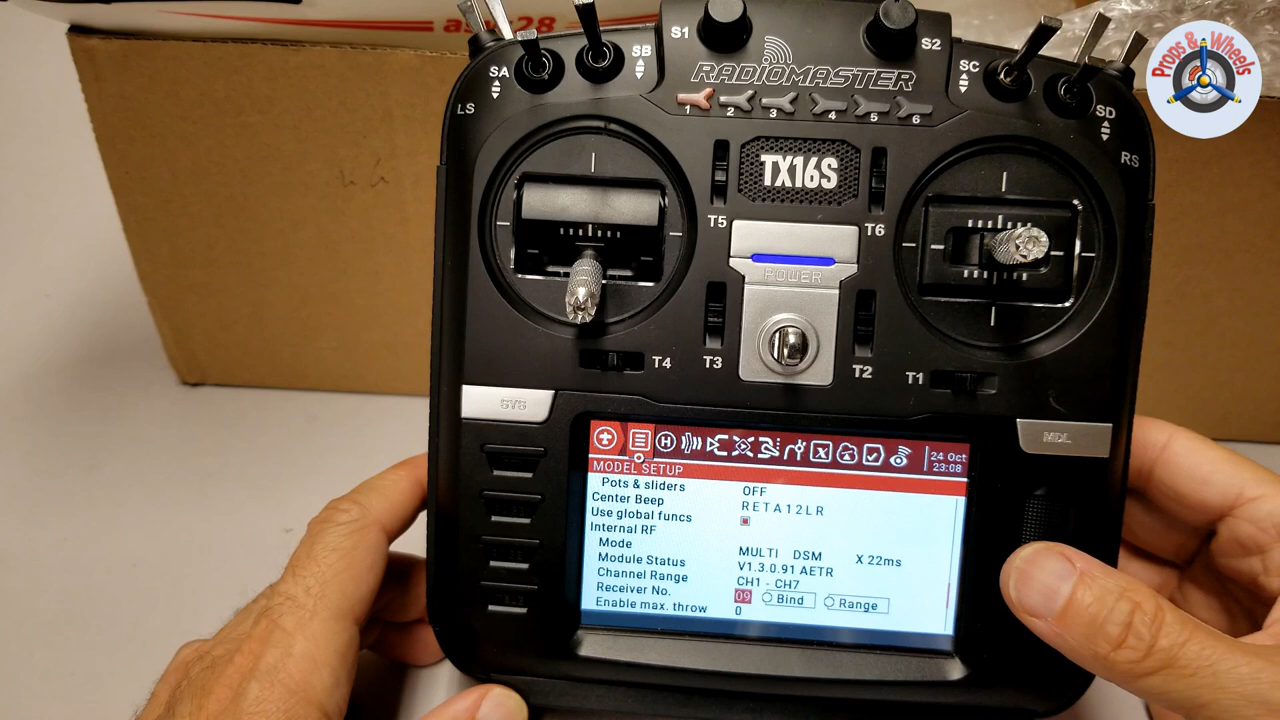 Props & Wheels
S1
S2
SA
SB
SC
SD
LS
RS
RADIOMASTER
1 2 3 4 5 6
TX16S
T5
T6
POWER
T4
T3
T2
T1
SYS
MDL
24 Oct
23:08
MODEL SETUP
Pots & sliders
OFF
Center Beep
R E T A 1 2 L R
Use global funcs
Internal RF
Mode
MULTI DSM X 22ms
Module Status
V1.3.0.91 AETR
Channel Range
CH1 - CH7
Receiver No.
09 Bind Range
Enable max. throw
0